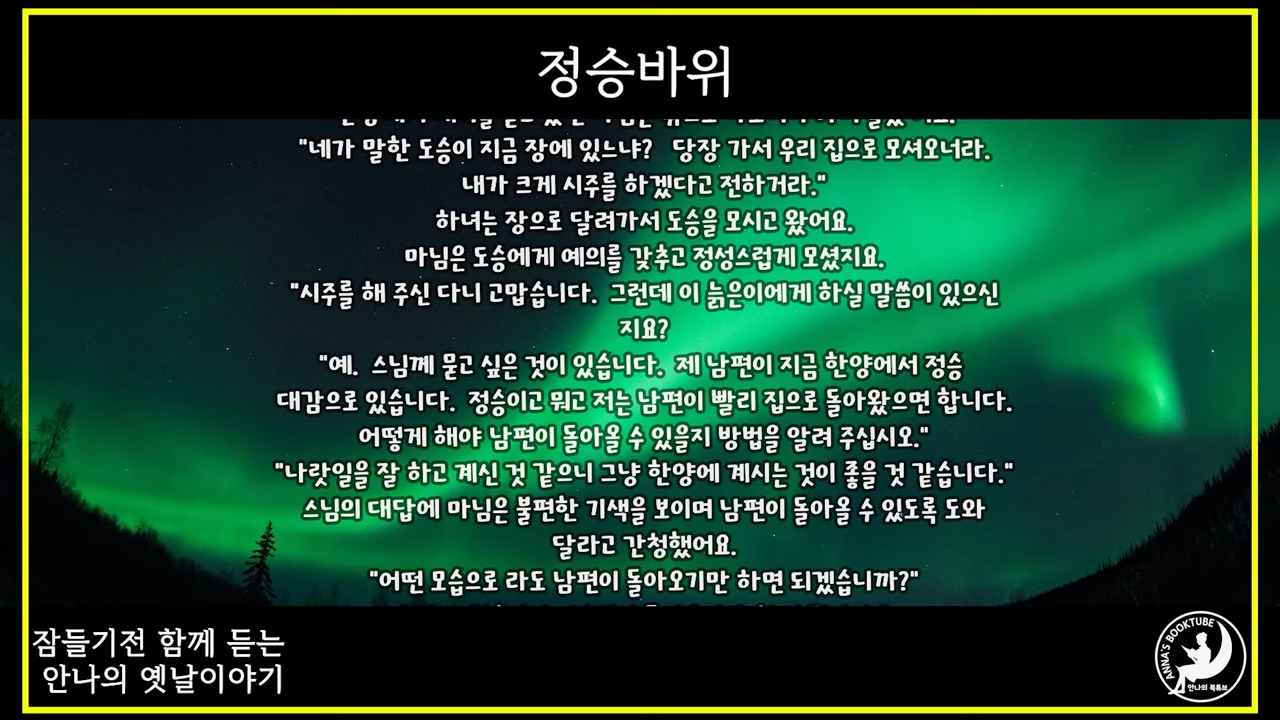 정승바위
"네가 말한 도승이 지금 장에 있느냐?   당장 가서 우리 집으로 모셔오너라.
내가 크게 시주를 하겠다고 전하거라."
하녀는 장으로 달려가서 도승을 모시고 왔어요.
마님은 도승에게 예의를 갖추고 정성스럽게 모셨지요.
"시주를 해 주신 다니 고맙습니다.  그런데 이 늙은이에게 하실 말씀이 있으신
지요?
"예.  스님께 묻고 싶은 것이 있습니다.  제 남편이 지금 한양에서 정승
대감으로 있습니다.  정승이고 뭐고 저는 남편이 빨리 집으로 돌아왔으면 합니다.
어떻게 해야 남편이 돌아올 수 있을지 방법을 알려 주십시오."
"나랏일을 잘 하고 계신 것 같으니 그냥 한양에 계시는 것이 좋을 것 같습니다."
스님의 대답에 마님은 불편한 기색을 보이며 남편이 돌아올 수 있도록 도와
달라고 간청했어요.
"어떤 모습으로 라도 남편이 돌아오기만 하면 되겠습니까?"
잠들기전 함께 듣는
안나의 옛날이야기
ANNA'S BOOKTUBE
안나의 북튜브